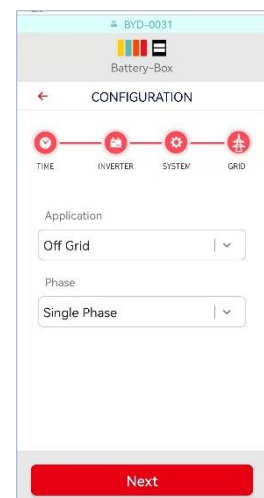 BYD-0031
Battery-Box
CONFIGURATION
TIME INVERTER SYSTEM GRID
Application
Off Grid
Phase
Single Phase
Next